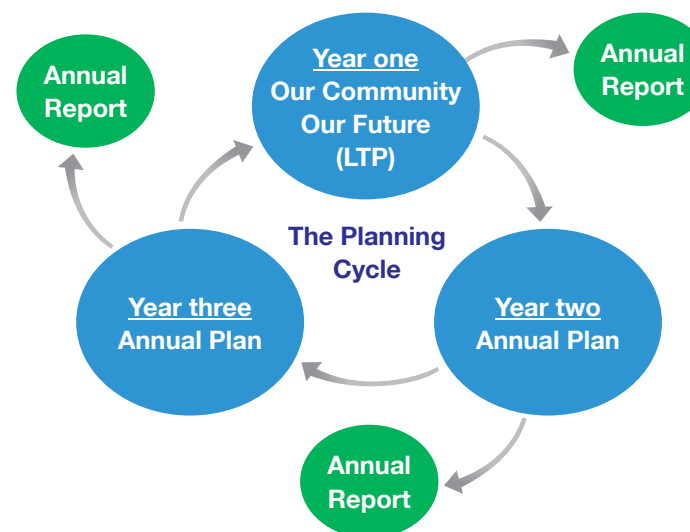 Year one
Our Community
Our Future
(LTP)
Annual
Report
Year two
Annual Plan
Annual
Report
Year three
Annual Plan
Annual
Report
The Planning
Cycle